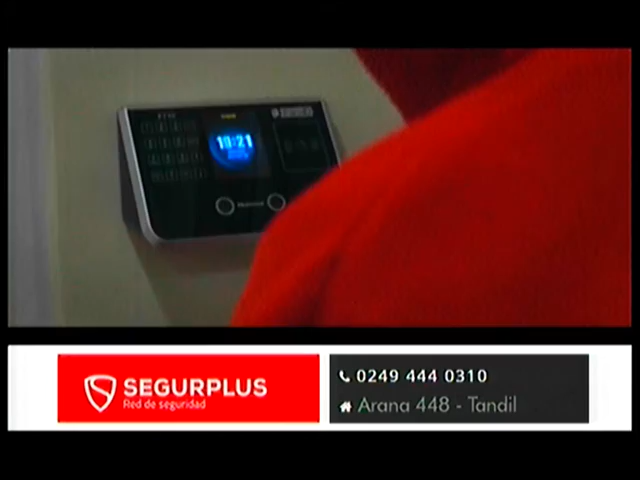 10:21
SEGURPLUS
Red de seguridad
0249 444 0310
Arana 448 - Tandil